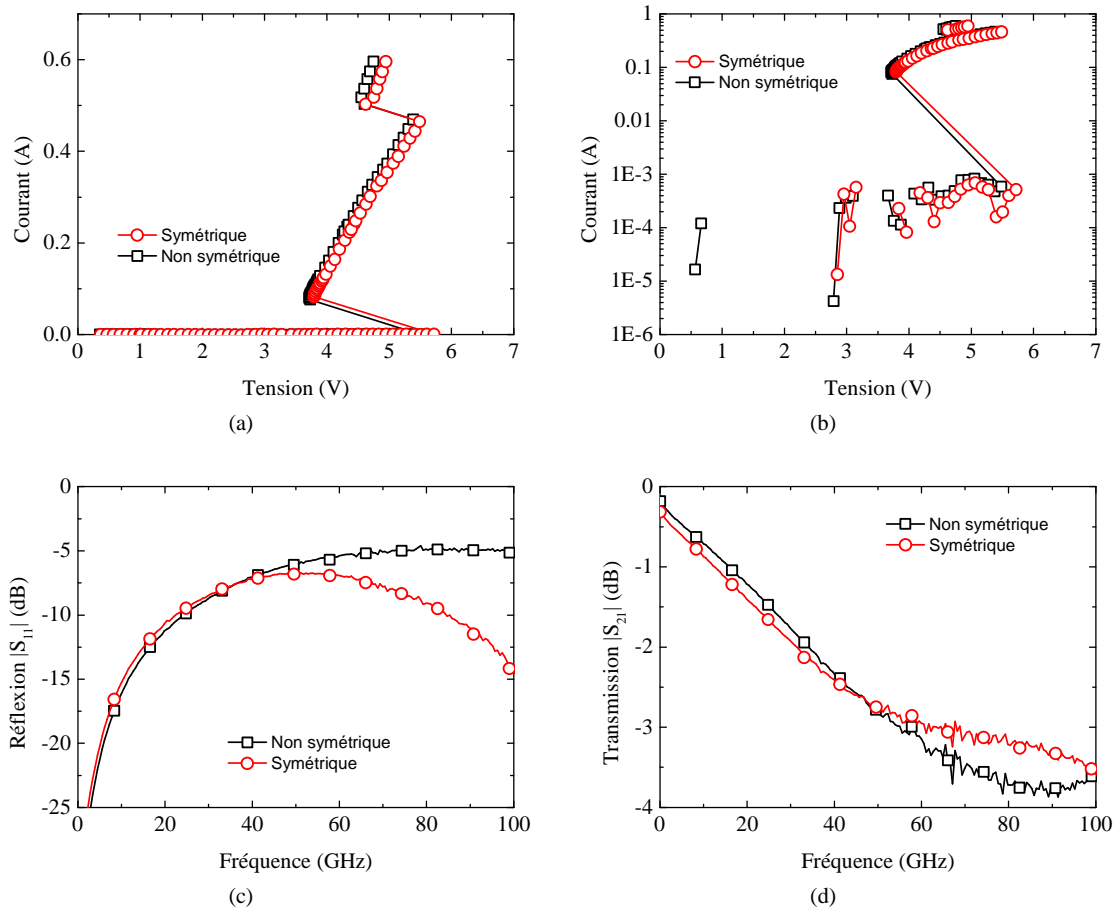 0.6
0.4
0.2
0.0
Courant (A)
Symétrique
Non symétrique
0 1 2 3 4 5 6 7
Tension (V)
(a)
1
0.1
0.01
1E-3
1E-4
1E-5
1E-6
Courant (A)
Symétrique
Non symétrique
0 1 2 3 4 5 6 7
Tension (V)
(b)
0
-5
-10
-15
-20
-25
Réflexion |S11| (dB)
Non symétrique
Symétrique
0 20 40 60 80 100
Fréquence (GHz)
(c)
0
-1
-2
-3
-4
Transmission |S21| (dB)
Non symétrique
Symétrique
0 20 40 60 80 100
Fréquence (GHz)
(d)